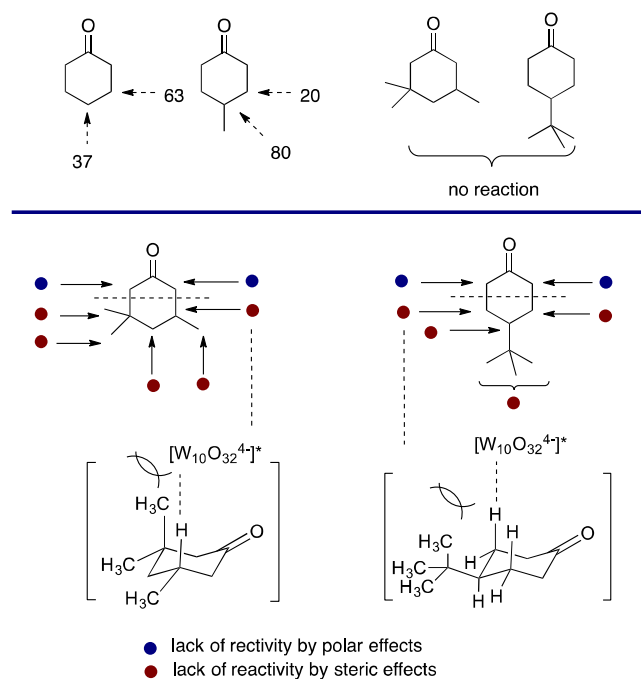 O
O
O
O
63
20
37
80
no reaction
O
O
[W10O32 4-]*
[W10O32 4-]*
H3C
H
O
H3C
H3C
H
H
O
CH3
H3C
H3C
H
H
H
lack of rectivity by polar effects
lack of reactivity by steric effects